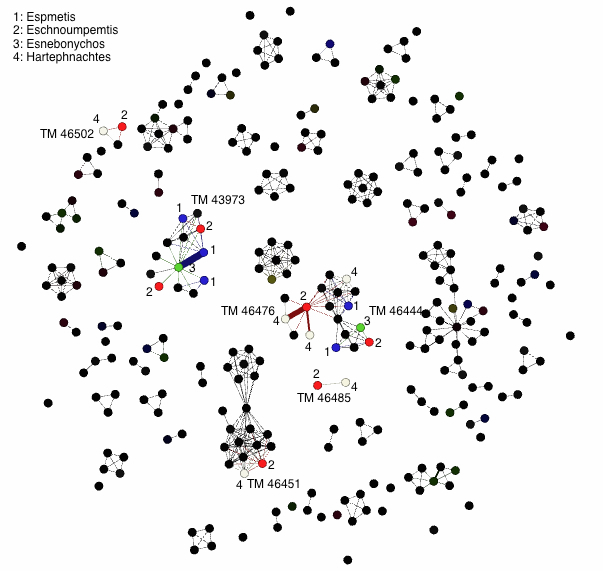 1: Espmetis
2: Eschnoumpemtis
3: Esnebonychos
4: Hartephnachtes
4 2
TM 46502
TM 43973
1
2
1
3
1
2
4
TM 46476 2
1 TM 46444
4 3
4
1 2
2
4
TM 46485
2
4 TM 46451